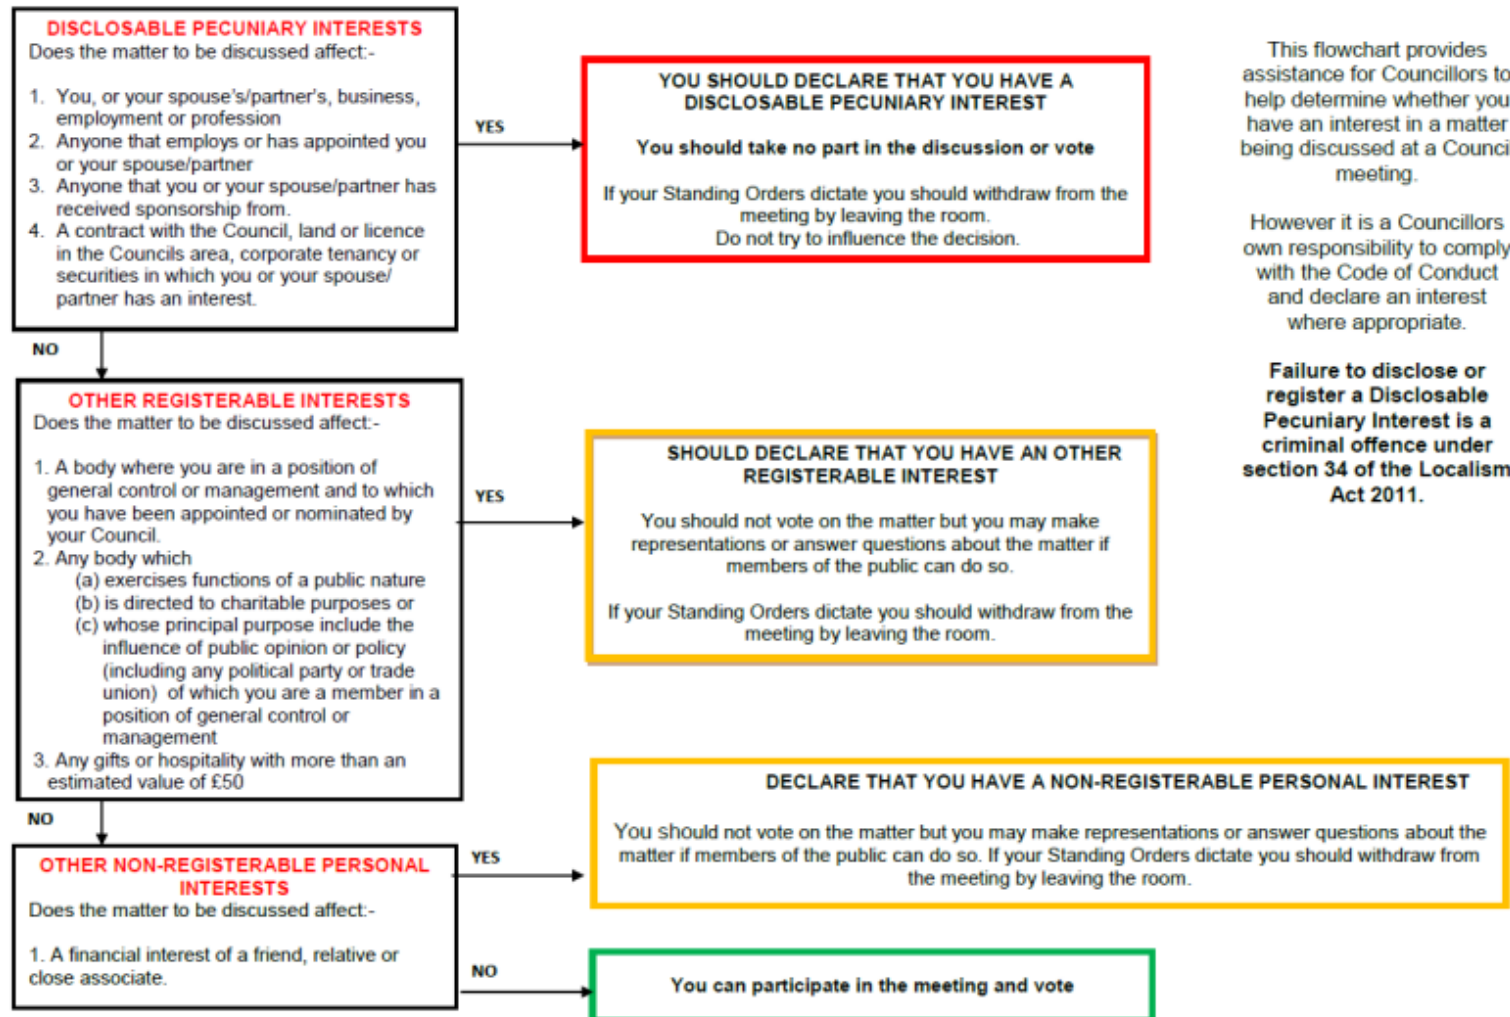 DISCLOSABLE PECUNIARY INTERESTS
Does the matter to be discussed affect:-
1. You, or your spouse's/partner's, business,
employment or profession
2. Anyone that employs or has appointed you
or your spouse/partner
3. Anyone that you or your spouse/partner has
received sponsorship from.
4. A contract with the Council, land or licence
in the Councils area, corporate tenancy or
securities in which you or your spouse/
partner has an interest.
YES
YOU SHOULD DECLARE THAT YOU HAVE A
DISCLOSABLE PECUNIARY INTEREST
You should take no part in the discussion or vote
If your Standing Orders dictate you should withdraw from the
meeting by leaving the room.
Do not try to influence the decision.
This flowchart provides
assistance for Councillors to
help determine whether you
have an interest in a matter
being discussed at a Council
meeting.
However it is a Councillors
own responsibility to comply
with the Code of Conduct
and declare an interest
where appropriate.
Failure to disclose or
register a Disclosable
Pecuniary Interest is a
criminal offence under
section 34 of the Localism
Act 2011.
NO
OTHER REGISTERABLE INTERESTS
Does the matter to be discussed affect:-
1. A body where you are in a position of
general control or management and to which
you have been appointed or nominated by
your Council.
2. Any body which
(a) exercises functions of a public nature
(b) is directed to charitable purposes or
(c) whose principal purpose include the
influence of public opinion or policy
(including any political party or trade
union) of which you are a member in a
position of general control or
management
3. Any gifts or hospitality with more than an
estimated value of £50
YES
SHOULD DECLARE THAT YOU HAVE AN OTHER
REGISTERABLE INTEREST
You should not vote on the matter but you may make
representations or answer questions about the matter if
members of the public can do so.
If your Standing Orders dictate you should withdraw from the
meeting by leaving the room.
NO
OTHER NON-REGISTERABLE PERSONAL
INTERESTS
Does the matter to be discussed affect:-
1. A financial interest of a friend, relative or
close associate.
YES
DECLARE THAT YOU HAVE A NON-REGISTERABLE PERSONAL INTEREST
You should not vote on the matter but you may make representations or answer questions about the
matter if members of the public can do so. If your Standing Orders dictate you should withdraw from
the meeting by leaving the room.
NO
You can participate in the meeting and vote